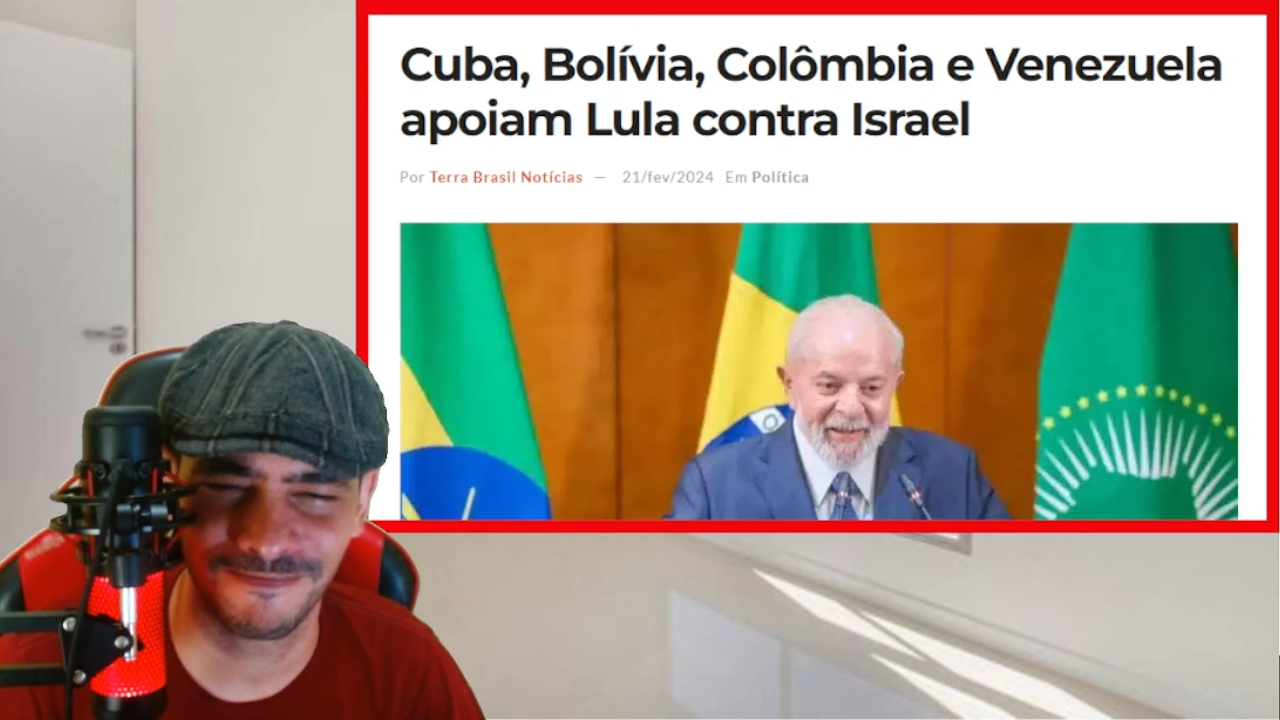 Cuba, Bolívia, Colômbia e Venezuela
apoiam Lula contra Israel
Por Terra Brasil Notícias — 21/fev/2024 Em Política